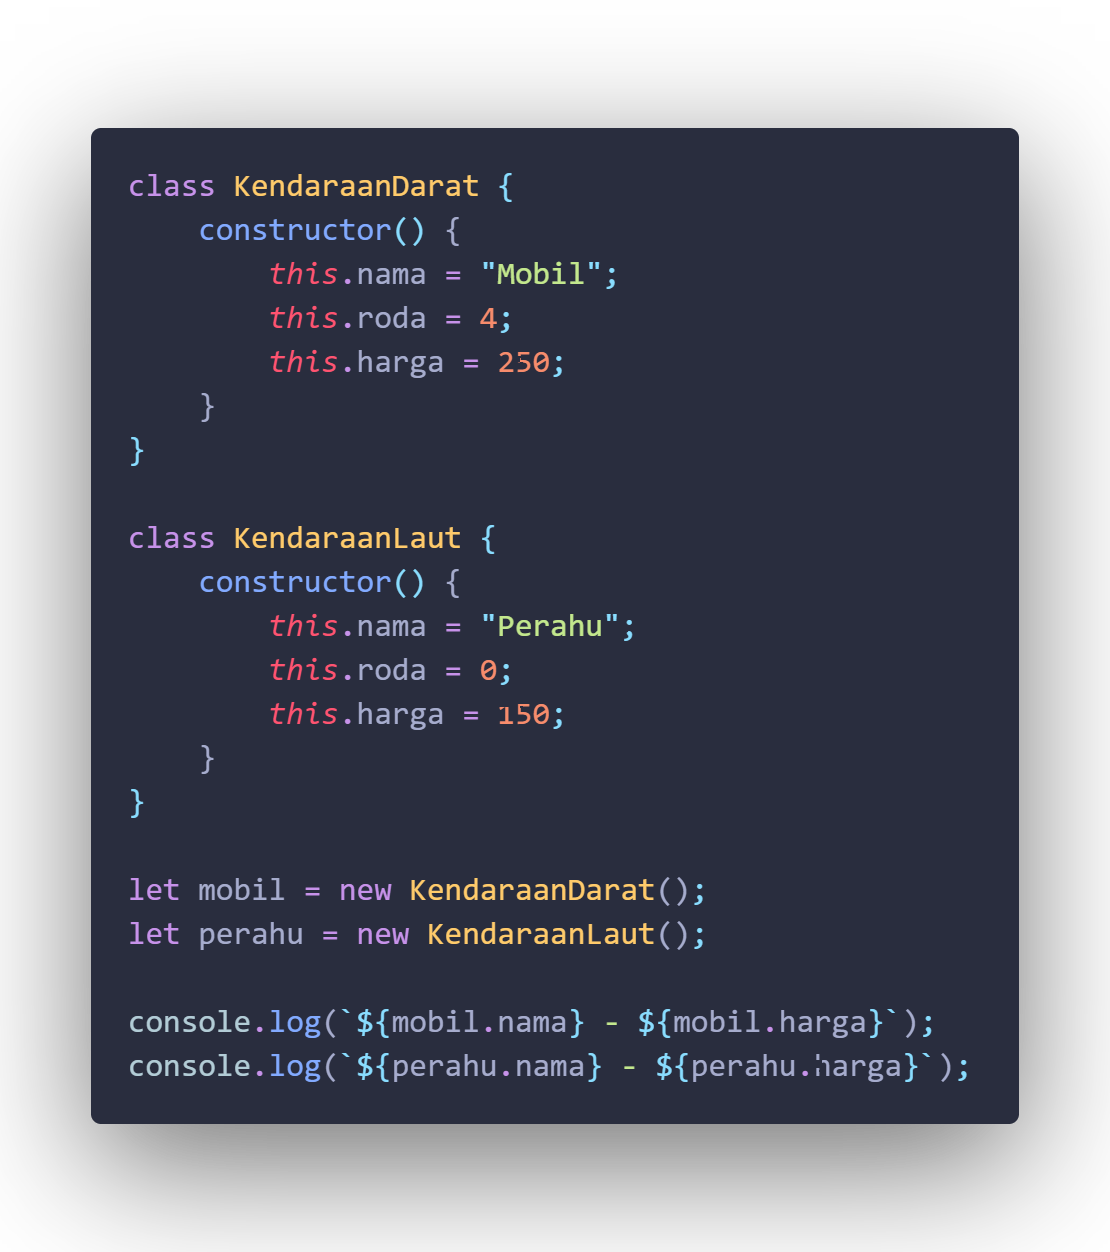 class KendaraanDarat {
    constructor() {
        this.nama = "Mobil";
        this.roda = 4;
        this.harga = 250;
    }
}

class KendaraanLaut {
    constructor() {
        this.nama = "Perahu";
        this.roda = 0;
        this.harga = 150;
    }
}

let mobil = new KendaraanDarat();
let perahu = new KendaraanLaut();

console.log(`${mobil.nama} - ${mobil.harga}`);
console.log(`${perahu.nama} - ${perahu.harga}`);